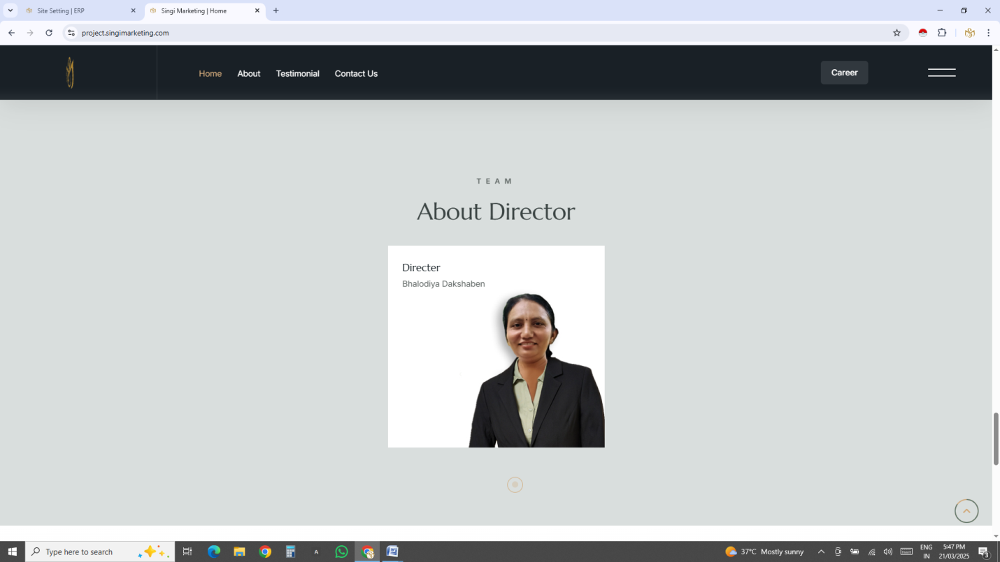 Site Setting | ERP
Singi Marketing | Home
project.singimarketing.com
Home
About
Testimonial
Contact Us
Career
TEAM
About Director
Directer
Bhalodiya Dakshaben
Type here to search
A
37°C Mostly sunny
ENG
IN
5:47 PM
21/03/2025
3